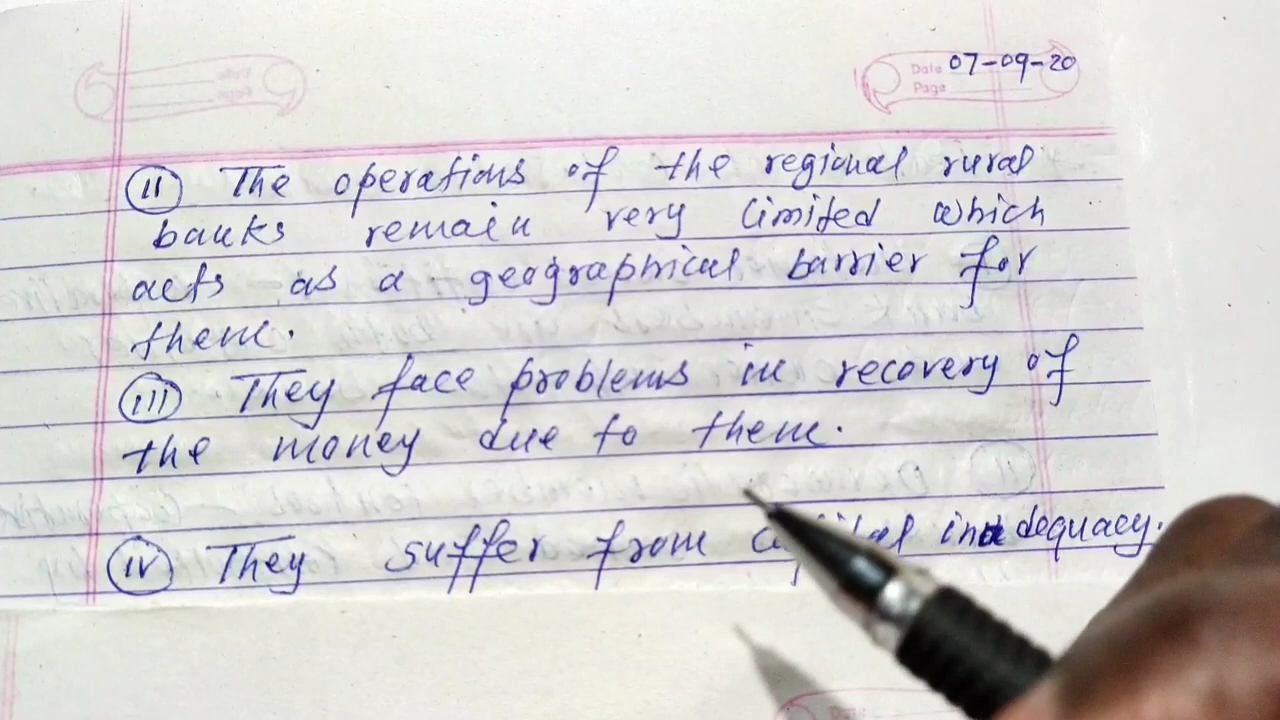 Date 07-09-20
Page
(II) The operations of the regional rural
banks remain very limited which
acts as a geographical barrier for
them.
(III) They face problems in recovery of
the money due to them.
(IV) They suffer from capital inadequacy.